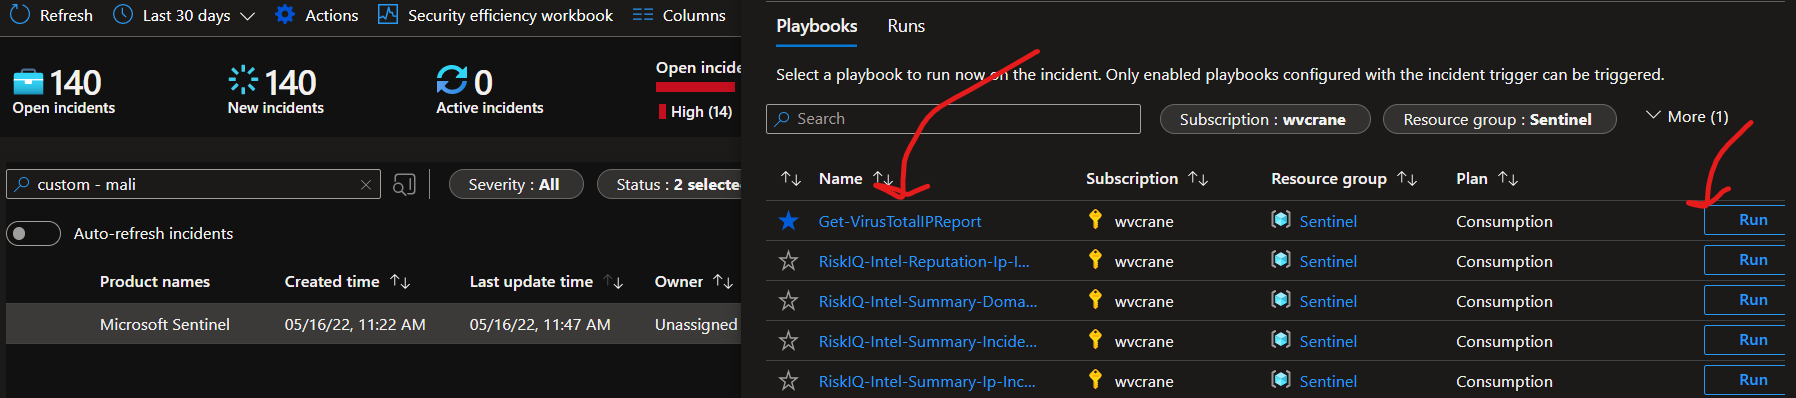 Refresh Last 30 days Actions Security efficiency workbook Columns
140 Open incidents
140 New incidents
0 Active incidents
Open incide
High (14)
custom - mali
Severity : All
Status : 2 selected
Auto-refresh incidents
Product names Created time Last update time Owner
Microsoft Sentinel 05/16/22, 11:22 AM 05/16/22, 11:47 AM Unassigned
Playbooks Runs
Select a playbook to run now on the incident. Only enabled playbooks configured with the incident trigger can be triggered.
Search
Subscription : wvcrane
Resource group : Sentinel
More (1)
Name Subscription Resource group Plan
Get-VirusTotalIPReport wvcrane Sentinel Consumption Run
RiskIQ-Intel-Reputation-Ip-I... wvcrane Sentinel Consumption Run
RiskIQ-Intel-Summary-Doma... wvcrane Sentinel Consumption Run
RiskIQ-Intel-Summary-Incide... wvcrane Sentinel Consumption Run
RiskIQ-Intel-Summary-Ip-Inc... wvcrane Sentinel Consumption Run